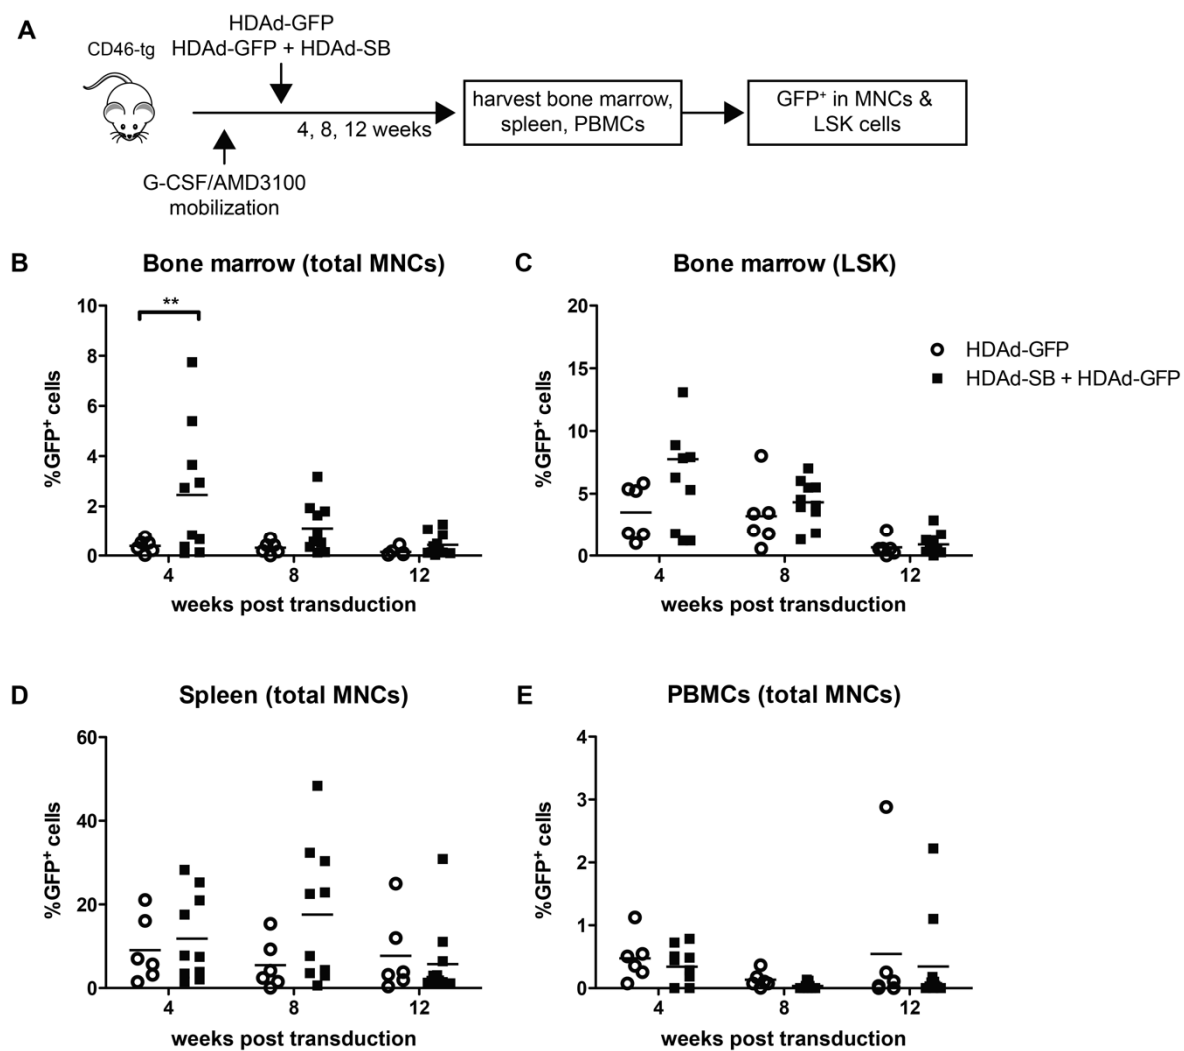 A
CD46-tg
HDAd-GFP
HDAd-GFP + HDAd-SB
4, 8, 12 weeks
G-CSF/AMD3100
mobilization
harvest bone marrow,
spleen, PBMCs
GFP+ in MNCs &
LSK cells
B
Bone marrow (total MNCs)
%GFP+ cells
10
8
6
4
2
0
**
4
8
12
weeks post transduction
C
Bone marrow (LSK)
%GFP+ cells
20
15
10
5
0
4
8
12
weeks post transduction
HDAd-GFP
HDAd-SB + HDAd-GFP
D
Spleen (total MNCs)
%GFP+ cells
60
40
20
0
4
8
12
weeks post transduction
E
PBMCs (total MNCs)
%GFP+ cells
4
3
2
1
0
4
8
12
weeks post transduction